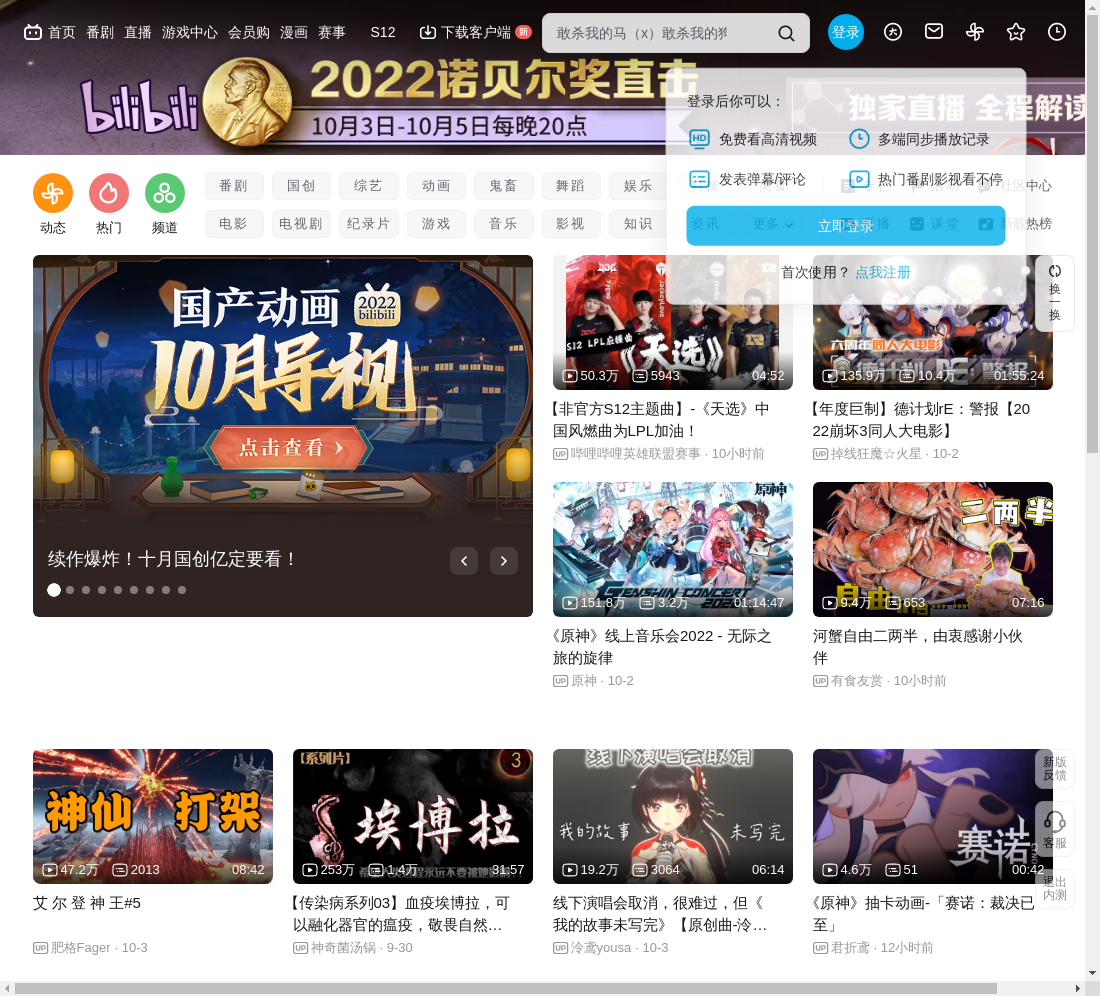 首页 番剧 直播 游戏中心 会员购 漫画 赛事 S12 下载客户端 新
敢杀我的马（x）敢杀我的狗
登录
bilibili
2022诺贝尔奖直击
10月3日-10月5日每晚20点
独家直播 全程解读
登录后你可以：
免费看高清视频
多端同步播放记录
发表弹幕/评论
热门番剧影视看不停
立即登录
首次使用？ 点我注册
动态
热门
频道
番剧 国创 综艺 动画 鬼畜 舞蹈 娱乐
社区中心
电影 电视剧 纪录片 游戏 音乐 影视 知识 资讯 更多
直播 课堂 新歌热榜
国产动画
2022 bilibili
10月导视
点击查看
续作爆炸！十月国创亿定要看！
S12 LPL应援曲
《天选》
50.3万 5943 04:52
【非官方S12主题曲】-《天选》中
国风燃曲为LPL加油！
UP 哔哩哔哩英雄联盟赛事 · 10小时前
六周年同人大电影
135.9万 10.4万 01:55:24
【年度巨制】德计划rE：警报【20
22崩坏3同人大电影】
UP 掉线狂魔☆火星 · 10-2
换一换
原神
GENSHIN CONCERT 2022
151.8万 3.2万 01:14:47
《原神》线上音乐会2022 - 无际之
旅的旋律
UP 原神 · 10-2
二两半
自由
9.4万 653 07:16
河蟹自由二两半，由衷感谢小伙
伴
UP 有食友赏 · 10小时前
神仙 打架
47.2万 2013 08:42
艾 尔 登 神 王#5
UP 肥格Fager · 10-3
【系列片】
3
埃博拉
253万 1.4万 31:57
【传染病系列03】血疫埃博拉，可
以融化器官的瘟疫，敬畏自然…
UP 神奇菌汤锅 · 9-30
线下演唱会取消
我的故事 未写完
19.2万 3064 06:14
线下演唱会取消，很难过，但《
我的故事未写完》【原创曲-泠…
UP 泠鸢yousa · 10-3
赛诺
CYNO
4.6万 51 00:42
《原神》抽卡动画-「赛诺：裁决已
至」
UP 君折鸢 · 12小时前
新版
反馈
客服
退出
内测